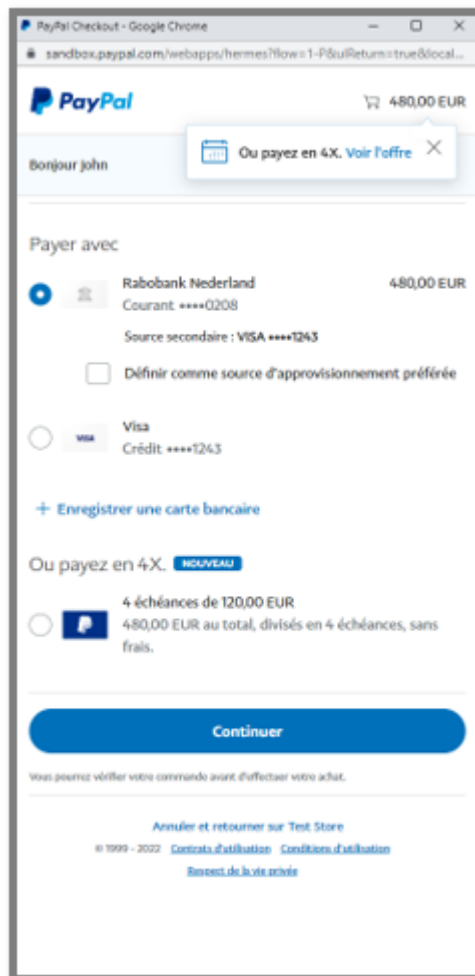 PayPal Checkout - Google Chrome
sandbox.paypal.com/webapps/hermes?flow=1-P&ulReturn=true&local...
PayPal
480,00 EUR
Ou payez en 4X. Voir l'offre
Bonjour John
Payer avec
Rabobank Nederland 480,00 EUR
Courant ••••0208
Source secondaire : VISA ••••1243
Définir comme source d'approvisionnement préférée
VISA
Visa
Crédit ••••1243
+ Enregistrer une carte bancaire
Ou payez en 4X. NOUVEAU
4 échéances de 120,00 EUR
480,00 EUR au total, divisés en 4 échéances, sans
frais.
Continuer
Vous pourrez vérifier votre commande avant d'effectuer votre achat.
Annuler et retourner sur Test Store
© 1999 - 2022 Contrats d'utilisation Conditions d'utilisation
Respect de la vie privée